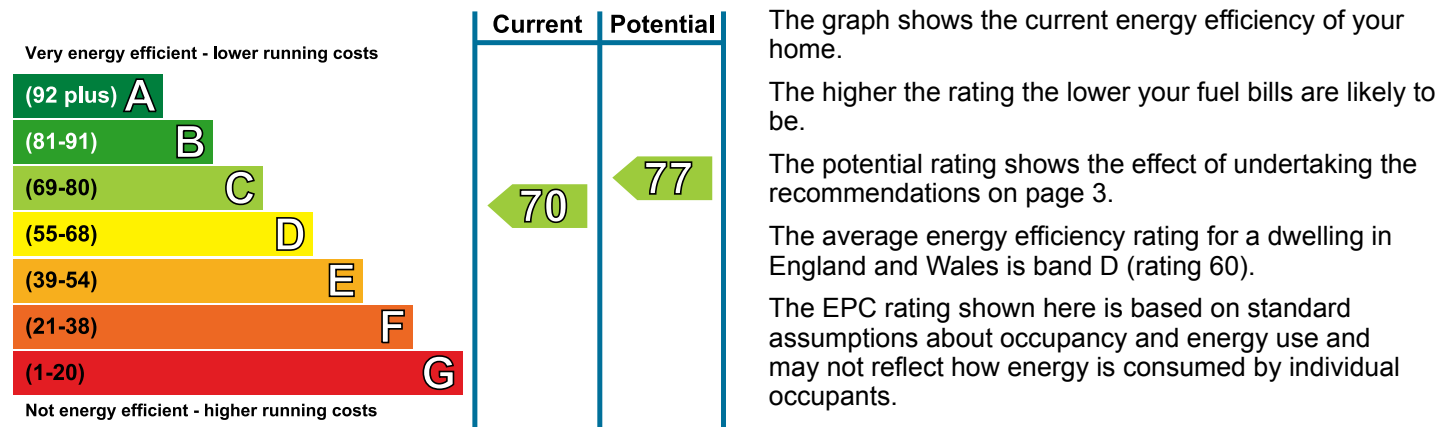 Current Potential
Very energy efficient - lower running costs
(92 plus) A
(81-91) B
(69-80) C
(55-68) D
(39-54) E
(21-38) F
(1-20) G
Not energy efficient - higher running costs
70
77
The graph shows the current energy efficiency of your
home.
The higher the rating the lower your fuel bills are likely to
be.
The potential rating shows the effect of undertaking the
recommendations on page 3.
The average energy efficiency rating for a dwelling in
England and Wales is band D (rating 60).
The EPC rating shown here is based on standard
assumptions about occupancy and energy use and
may not reflect how energy is consumed by individual
occupants.